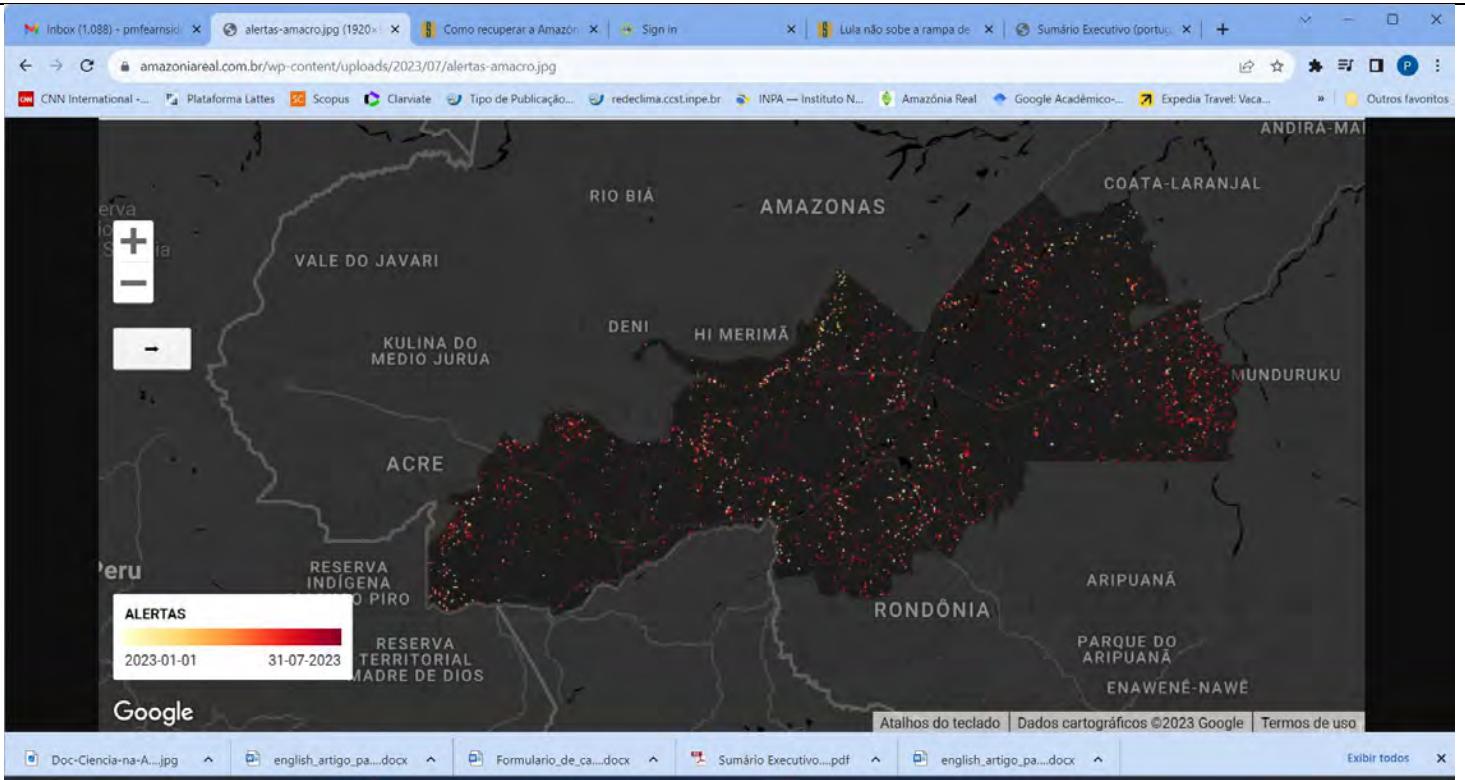 Inbox (1.088) - pmfearnsid
alertas-amacro.jpg (1920×
Como recuperar a Amazôn
Sign in
Lula não sobe a rampa de
Sumário Executivo (portug
amazoniareal.com.br/wp-content/uploads/2023/07/alertas-amacro.jpg
P
CNN International -...
Plataforma Lattes
Scopus
Clarviate
Tipo de Publicação...
redeclima.ccst.inpe.br
INPA — Instituto N...
Amazônia Real
Google Acadêmico-...
Expedia Travel: Vaca...
»
Outros favoritos
ANDIRÁ-MAI
COATA-LARANJAL
RIO BIÁ
AMAZONAS
erva
ia
VALE DO JAVARI
DENI
HI MERIMÃ
KULINA DO
MEDIO JURUA
MUNDURUKU
ACRE
Peru
RESERVA
INDÍGENA
PIRO
ARIPUANÃ
RONDÔNIA
ALERTAS
2023-01-01
31-07-2023
RESERVA
TERRITORIAL
MADRE DE DIOS
PARQUE DO
ARIPUANÃ
ENAWENÊ-NAWÊ
Google
Atalhos do teclado
Dados cartográficos ©2023 Google
Termos de uso
Doc-Ciencia-na-A....jpg
english_artigo_pa....docx
Formulario_de_ca....docx
Sumário Executivo....pdf
english_artigo_pa....docx
Exibir todos